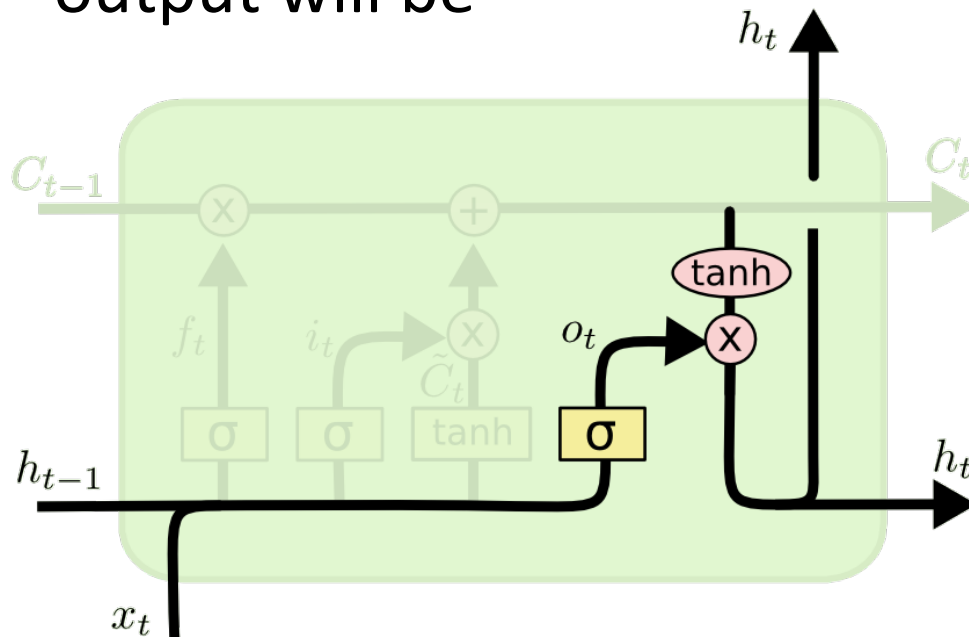 output will be
h_t
C_{t-1}
C_t
x
+
tanh
f_t
i_t
x
o_t
x
C̃_t
σ
σ
tanh
σ
h_{t-1}
h_t
x_t